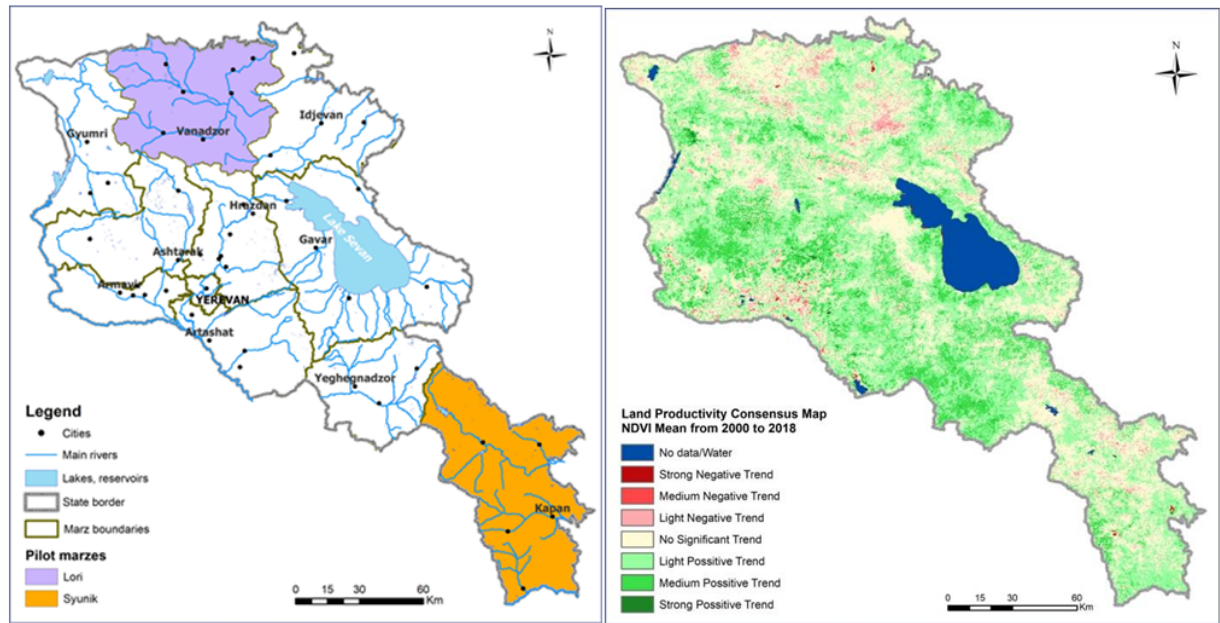 N
Idjevan
Gyumri
Vanadzor
Hrazdan
Lake Sevan
Gavar
Ashtarak
Armavir
YEREVAN
Artashat
Yeghegnadzor
Kapan
Legend
Cities
Main rivers
Lakes, reservoirs
State border
Marz boundaries
Pilot marzes
Lori
Syunik
0 15 30 60
Km
N
Land Productivity Consensus Map
NDVI Mean from 2000 to 2018
No data/Water
Strong Negative Trend
Medium Negative Trend
Light Negative Trend
No Significant Trend
Light Possitive Trend
Medium Possitive Trend
Strong Possitive Trend
0 15 30 60
Km